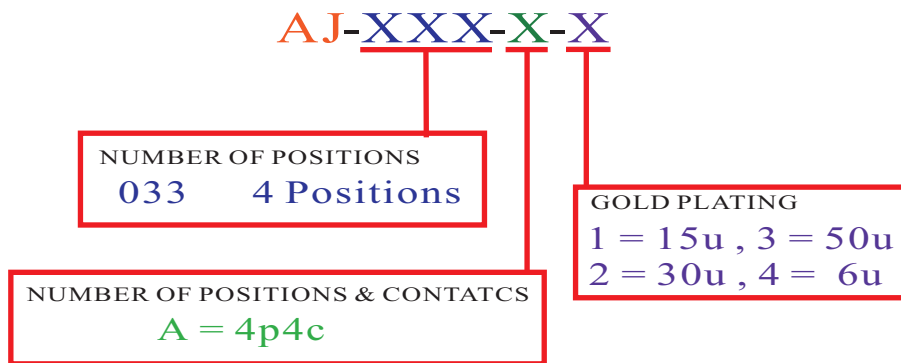 AJ-XXX-X-X
NUMBER OF POSITIONS
033 4 Positions
GOLD PLATING
1 = 15u , 3 = 50u
2 = 30u , 4 = 6u
NUMBER OF POSITIONS & CONTATCS
A = 4p4c